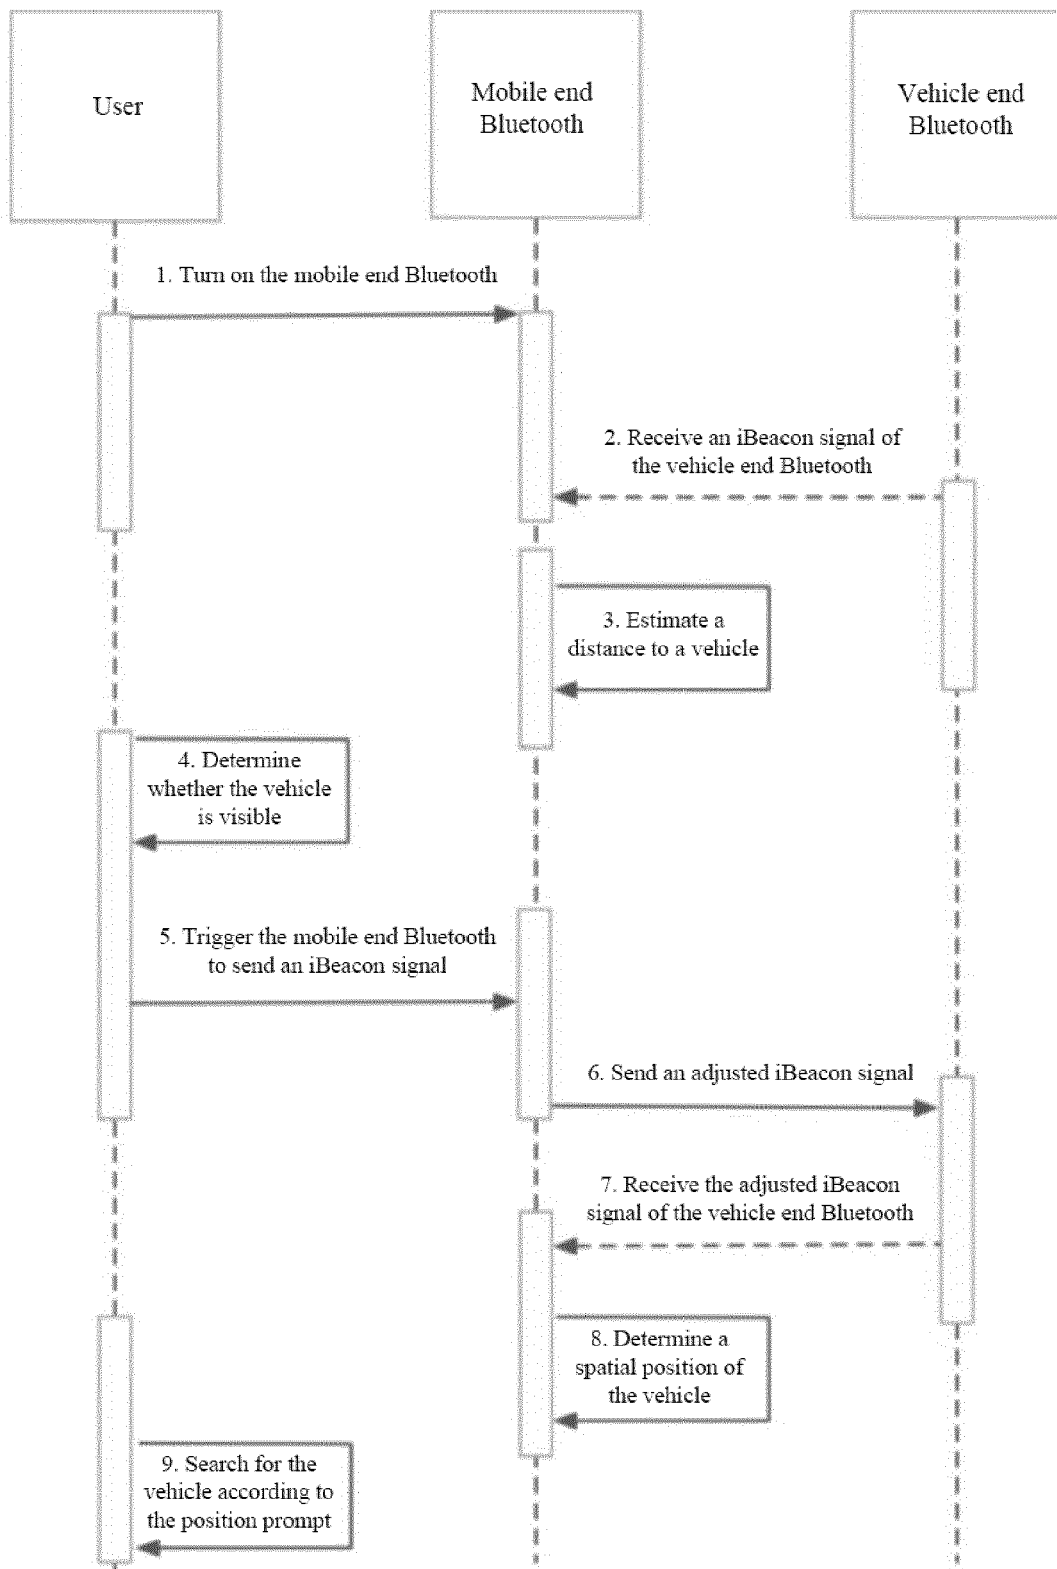 User
Mobile end
Bluetooth
Vehicle end
Bluetooth
1. Turn on the mobile end Bluetooth
2. Receive an iBeacon signal of
the vehicle end Bluetooth
3. Estimate a
distance to a vehicle
4. Determine
whether the vehicle
is visible
5. Trigger the mobile end Bluetooth
to send an iBeacon signal
6. Send an adjusted iBeacon signal
7. Receive the adjusted iBeacon
signal of the vehicle end Bluetooth
8. Determine a
spatial position of
the vehicle
9. Search for the
vehicle according to
the position prompt